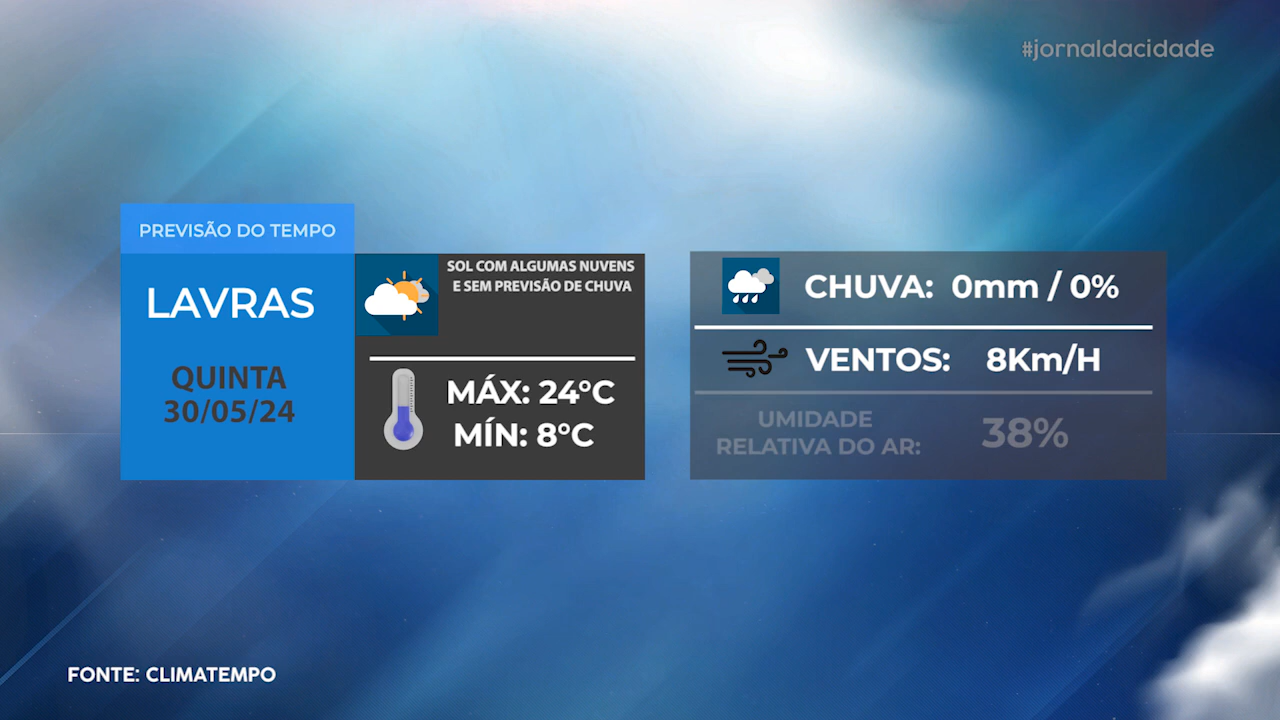 #jornaldacidade
PREVISÃO DO TEMPO
LAVRAS
QUINTA
30/05/24
SOL COM ALGUMAS NUVENS
E SEM PREVISÃO DE CHUVA
MÁX: 24°C
MÍN: 8°C
CHUVA: 0mm / 0%
VENTOS: 8Km/H
UMIDADE
RELATIVA DO AR: 38%
FONTE: CLIMATEMPO